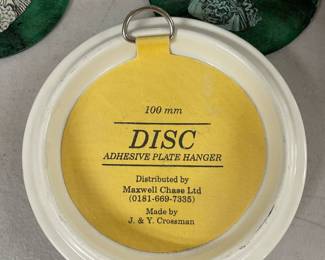 100 mm
DISC
ADHESIVE PLATE HANGER
Distributed by
Maxwell Chase Ltd
(0181-669-7335)
Made by
J. & Y. Crossman